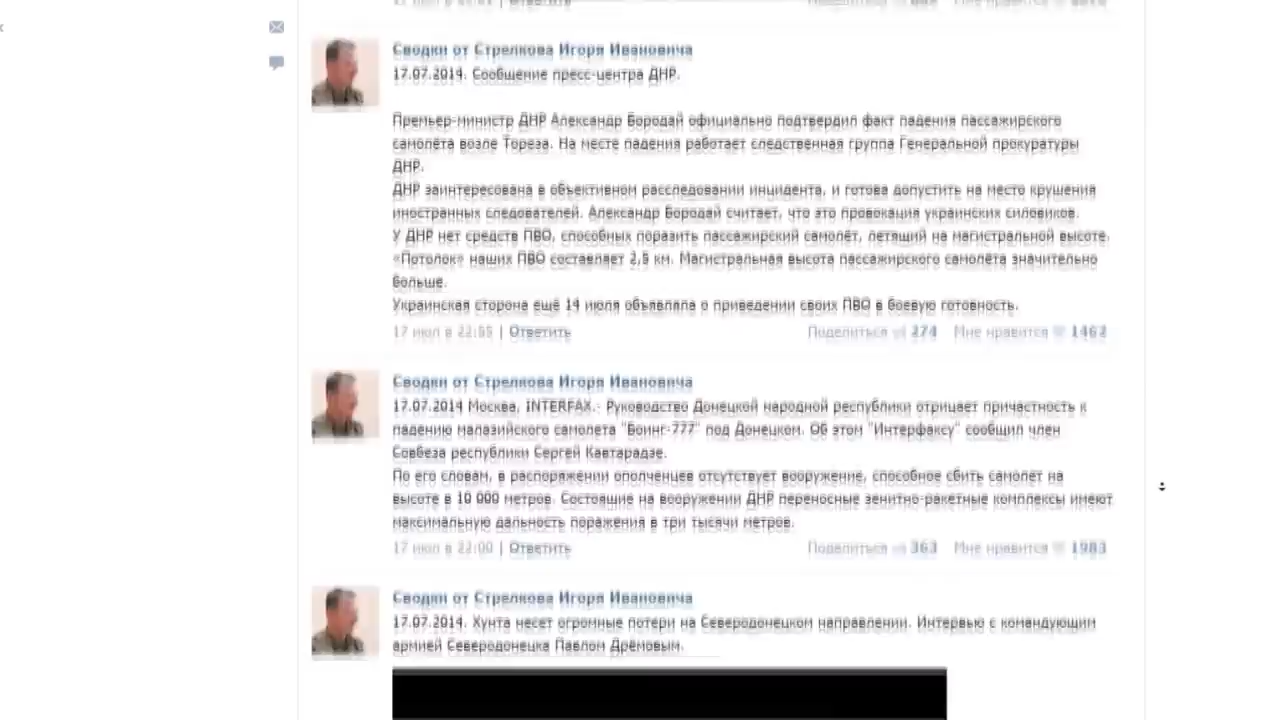 Ответить
Сводки от Стрелкова Игоря Ивановича
17.07.2014. Сообщение пресс-центра ДНР.
Премьер-министр ДНР Александр Бородай официально подтвердил факт падения пассажирского
самолёта возле Тореза. На месте падения работает следственная группа Генеральной прокуратуры
ДНР.
ДНР заинтересована в объективном расследовании инцидента, и готова допустить на место крушения
иностранных следователей. Александр Бородай считает, что это провокация украинских силовиков.
У ДНР нет средств ПВО, способных поразить пассажирский самолёт, летящий на магистральной высоте.
«Потолок» наших ПВО составляет 2,5 км. Магистральная высота пассажирского самолёта значительно
больше.
Украинская сторона ещё 14 июля объявляла о приведении своих ПВО в боевую готовность.
17 июл в 22:55 | Ответить
Поделиться 274 Мне нравится 1462
Сводки от Стрелкова Игоря Ивановича
17.07.2014 Москва. INTERFAX.- Руководство Донецкой народной республики отрицает причастность к
падению малазийского самолета "Боинг-777" под Донецком. Об этом "Интерфаксу" сообщил член
Совбеза республики Сергей Кавтарадзе.
По его словам, в распоряжении ополченцев отсутствует вооружение, способное сбить самолет на
высоте в 10 000 метров. Состоящие на вооружении ДНР переносные зенитно-ракетные комплексы имеют
максимальную дальность поражения в три тысячи метров.
17 июл в 22:00 | Ответить
Поделиться 363 Мне нравится 1983
Сводки от Стрелкова Игоря Ивановича
17.07.2014. Хунта несет огромные потери на Северодонецком направлении. Интервью с командующим
армией Северодонецка Павлом Дрёмовым.